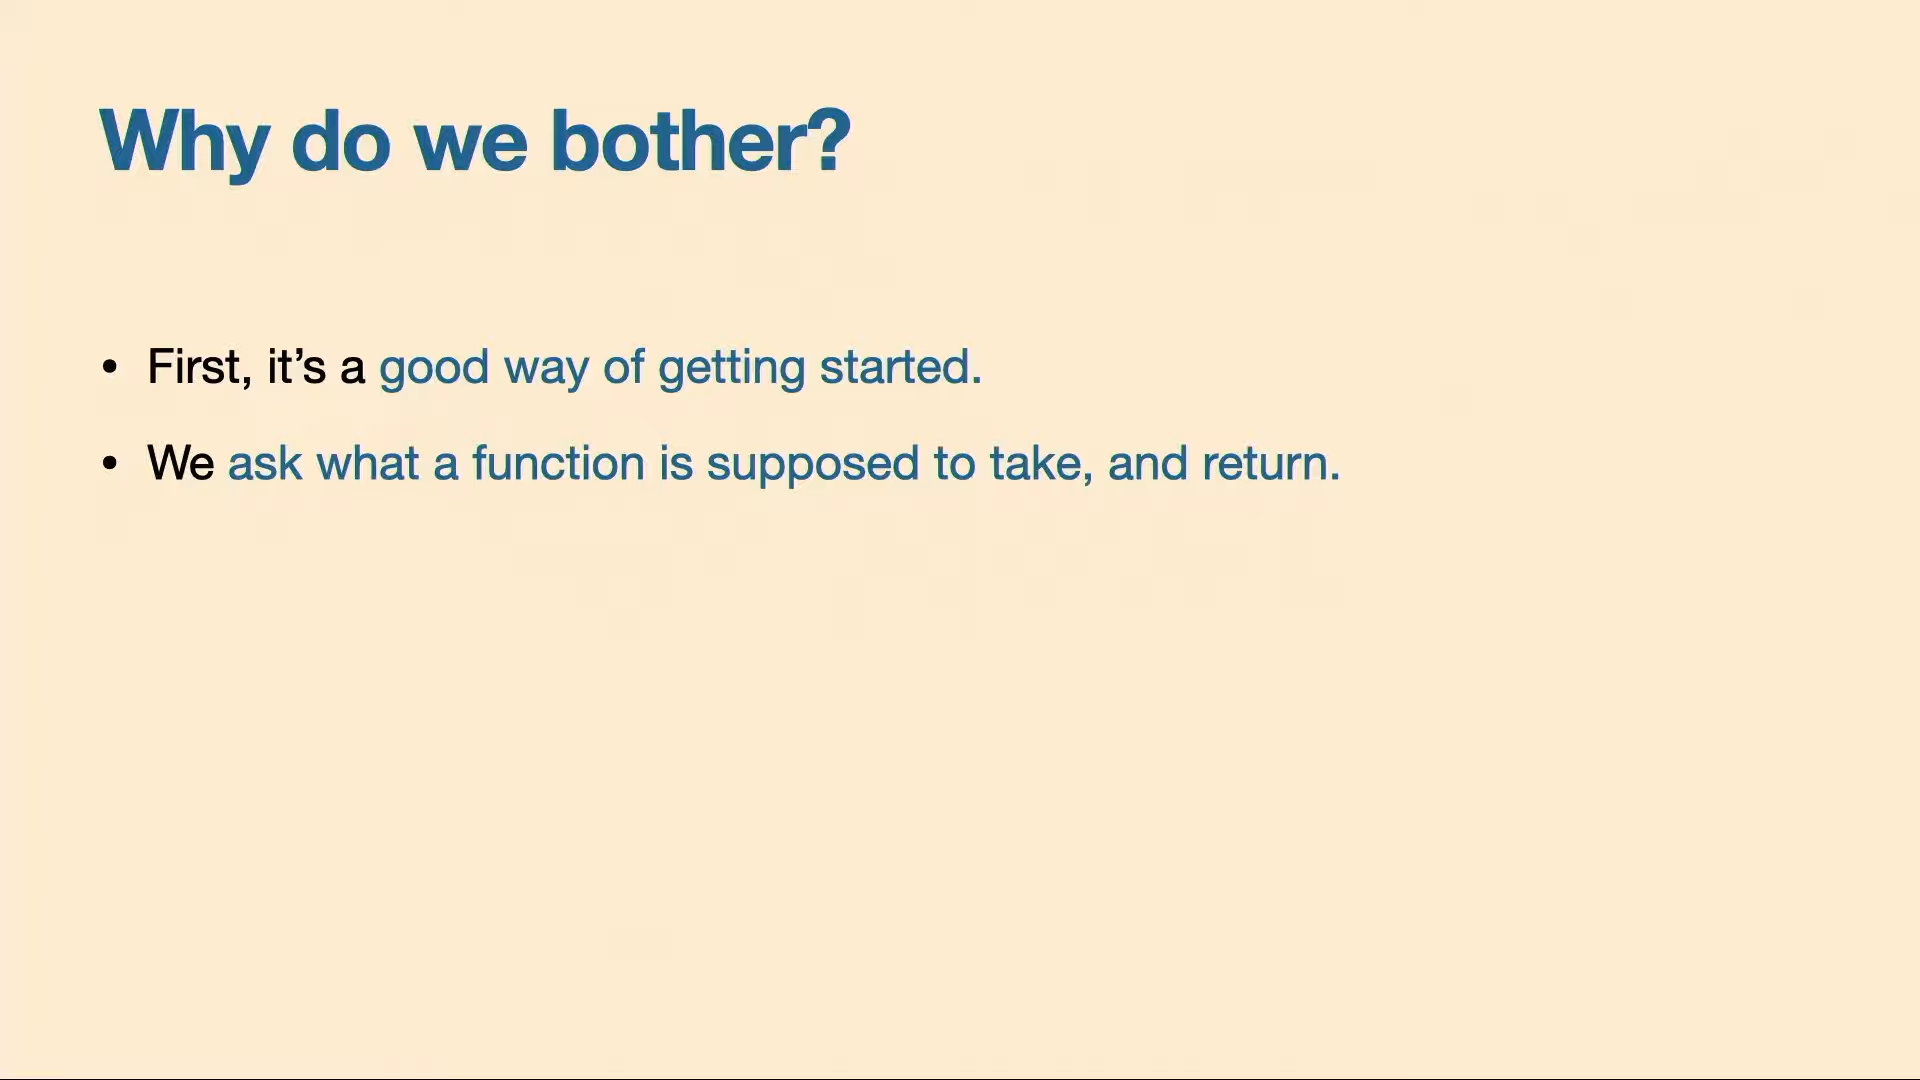 Why do we bother?
• First, it’s a good way of getting started.
• We ask what a function is supposed to take, and return.